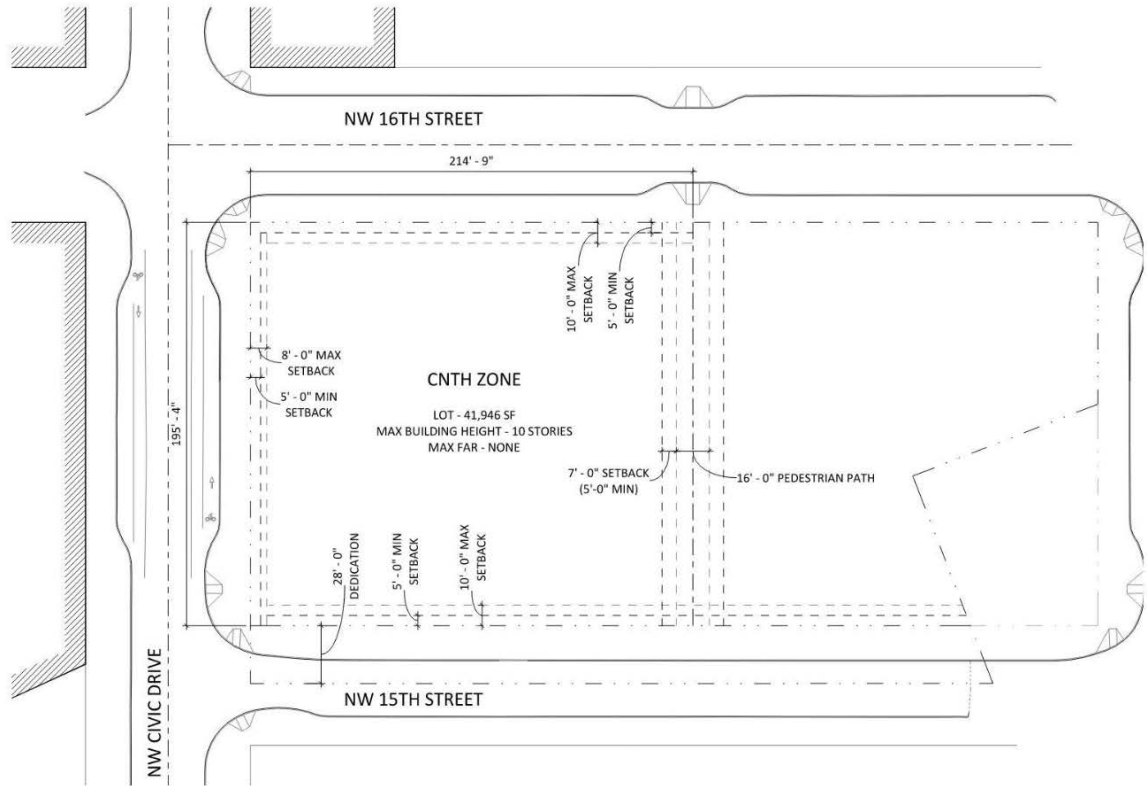 NW 16TH STREET
214' - 9"
10' - 0" MAX
SETBACK
5' - 0" MIN
SETBACK
8' - 0" MAX
SETBACK
5' - 0" MIN
SETBACK
195' - 4"
CNTH ZONE
LOT - 41,946 SF
MAX BUILDING HEIGHT - 10 STORIES
MAX FAR - NONE
7' - 0" SETBACK
(5'-0" MIN)
16' - 0" PEDESTRIAN PATH
28' - 0"
DEDICATION
5' - 0" MIN
SETBACK
10' - 0" MAX
SETBACK
NW CIVIC DRIVE
NW 15TH STREET